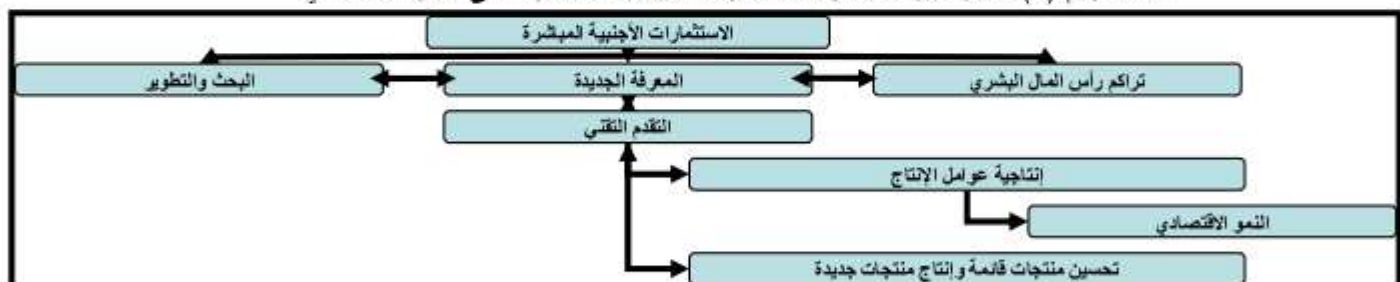 الاستثمارات الأجنبية المباشرة
تراكم رأس المال البشري
المعرفة الجديدة
البحث والتطوير
التقدم التقني
إنتاجية عوامل الإنتاج
النمو الاقتصادي
تحسين منتجات قائمة وإنتاج منتجات جديدة